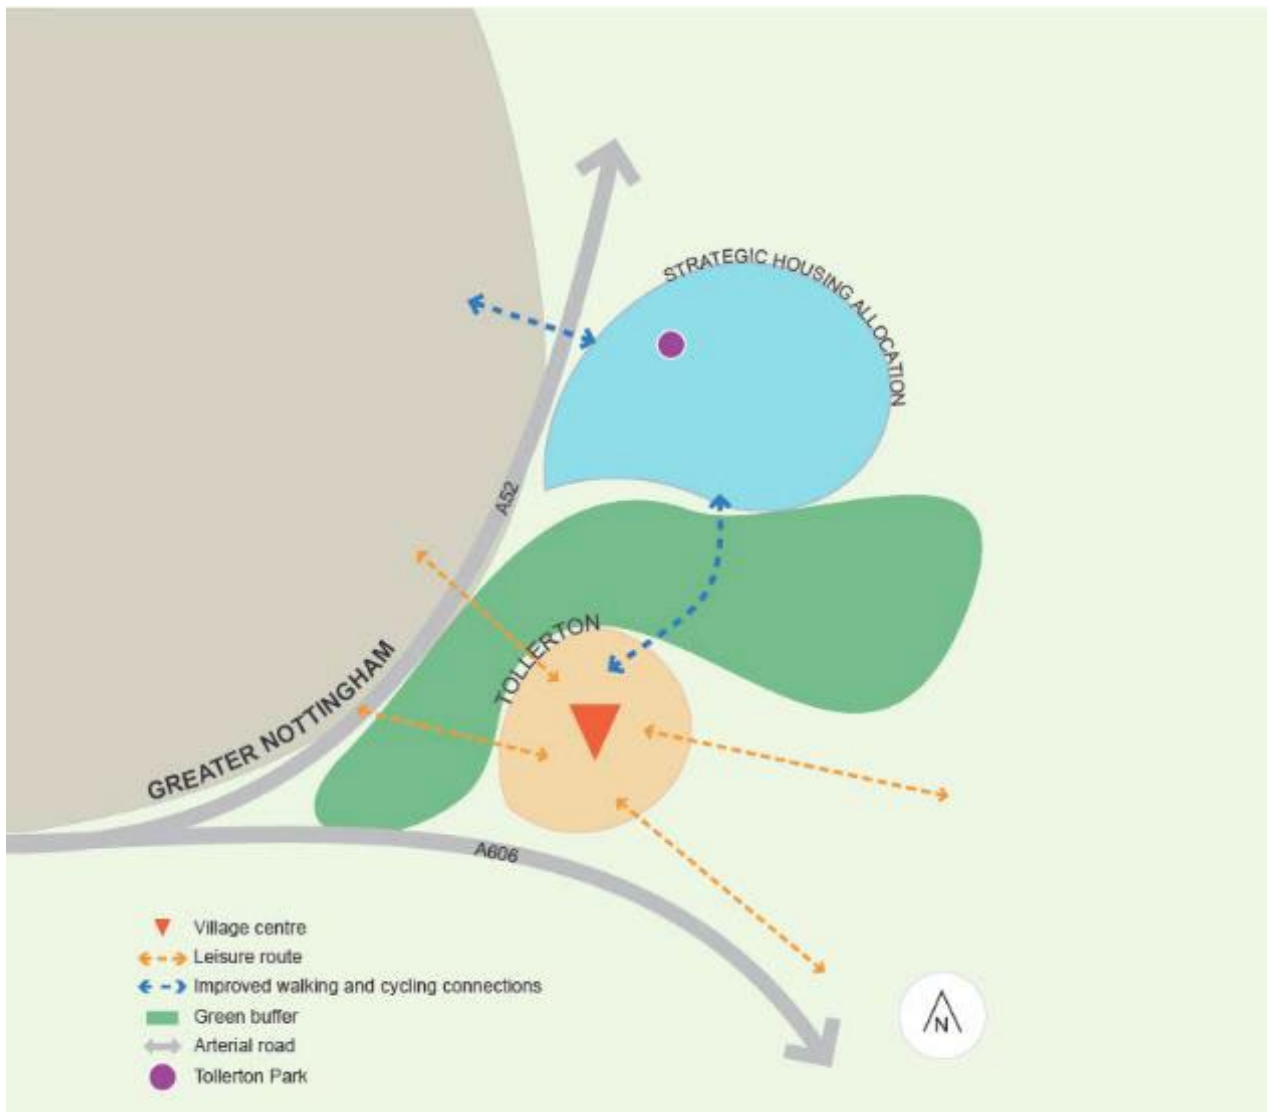 STRATEGIC HOUSING ALLOCATION
A52
TOLLERTON
GREATER NOTTINGHAM
A606
Village centre
Leisure route
Improved walking and cycling connections
Green buffer
Arterial road
Tollerton Park
N